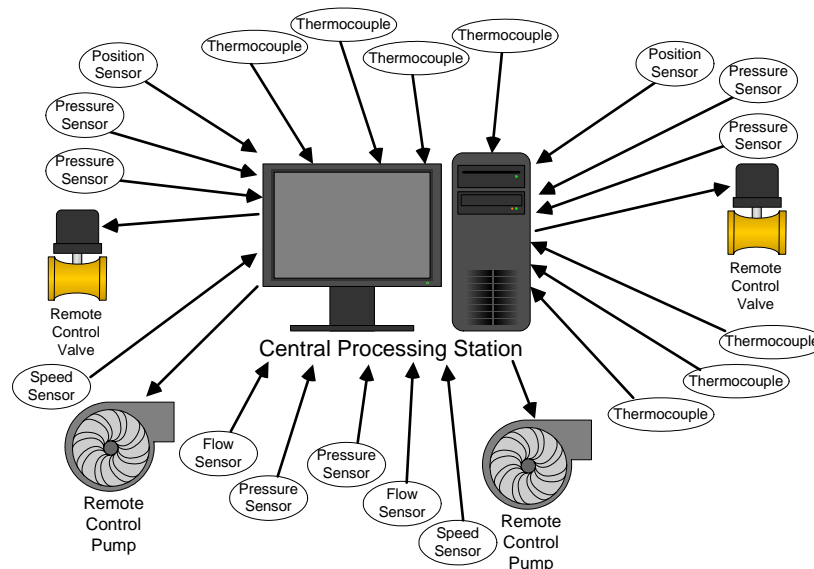 Thermocouple
Thermocouple
Thermocouple
Thermocouple
Position
Sensor
Position
Sensor
Pressure
Sensor
Pressure
Sensor
Pressure
Sensor
Pressure
Sensor
Remote
Control
Valve
Remote
Control
Valve
Central Processing Station
Thermocouple
Thermocouple
Thermocouple
Speed
Sensor
Flow
Sensor
Pressure
Sensor
Pressure
Sensor
Flow
Sensor
Speed
Sensor
Remote
Control
Pump
Remote
Control
Pump